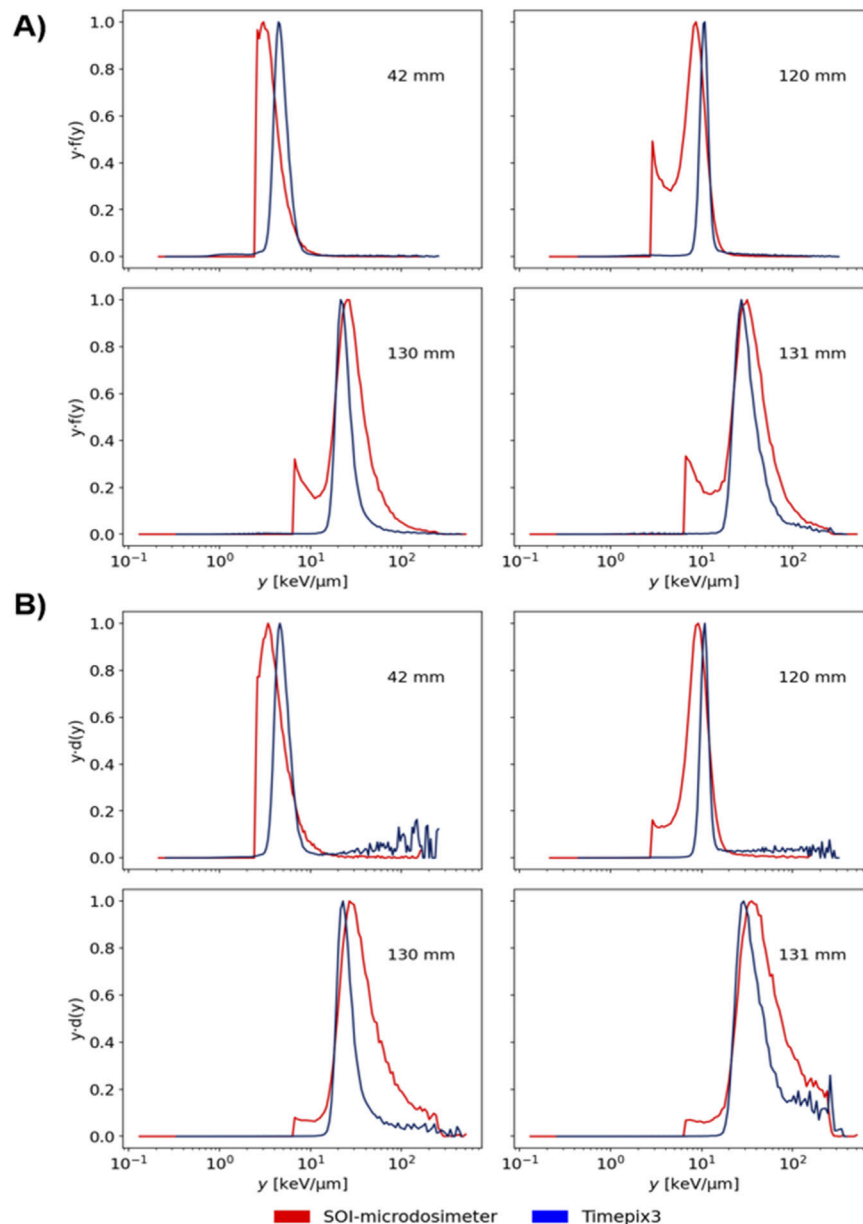 A)
1.0
0.8
0.6
0.4
0.2
0.0
y·f(y)
42 mm
120 mm
1.0
0.8
0.6
0.4
0.2
0.0
y·f(y)
130 mm
131 mm
10⁻¹ 10⁰ 10¹ 10²
y [keV/μm]
10⁻¹ 10⁰ 10¹ 10²
y [keV/μm]
B)
1.0
0.8
0.6
0.4
0.2
0.0
y·d(y)
42 mm
120 mm
1.0
0.8
0.6
0.4
0.2
0.0
y·d(y)
130 mm
131 mm
10⁻¹ 10⁰ 10¹ 10²
y [keV/μm]
10⁻¹ 10⁰ 10¹ 10²
y [keV/μm]
SOI-microdosimeter Timepix3